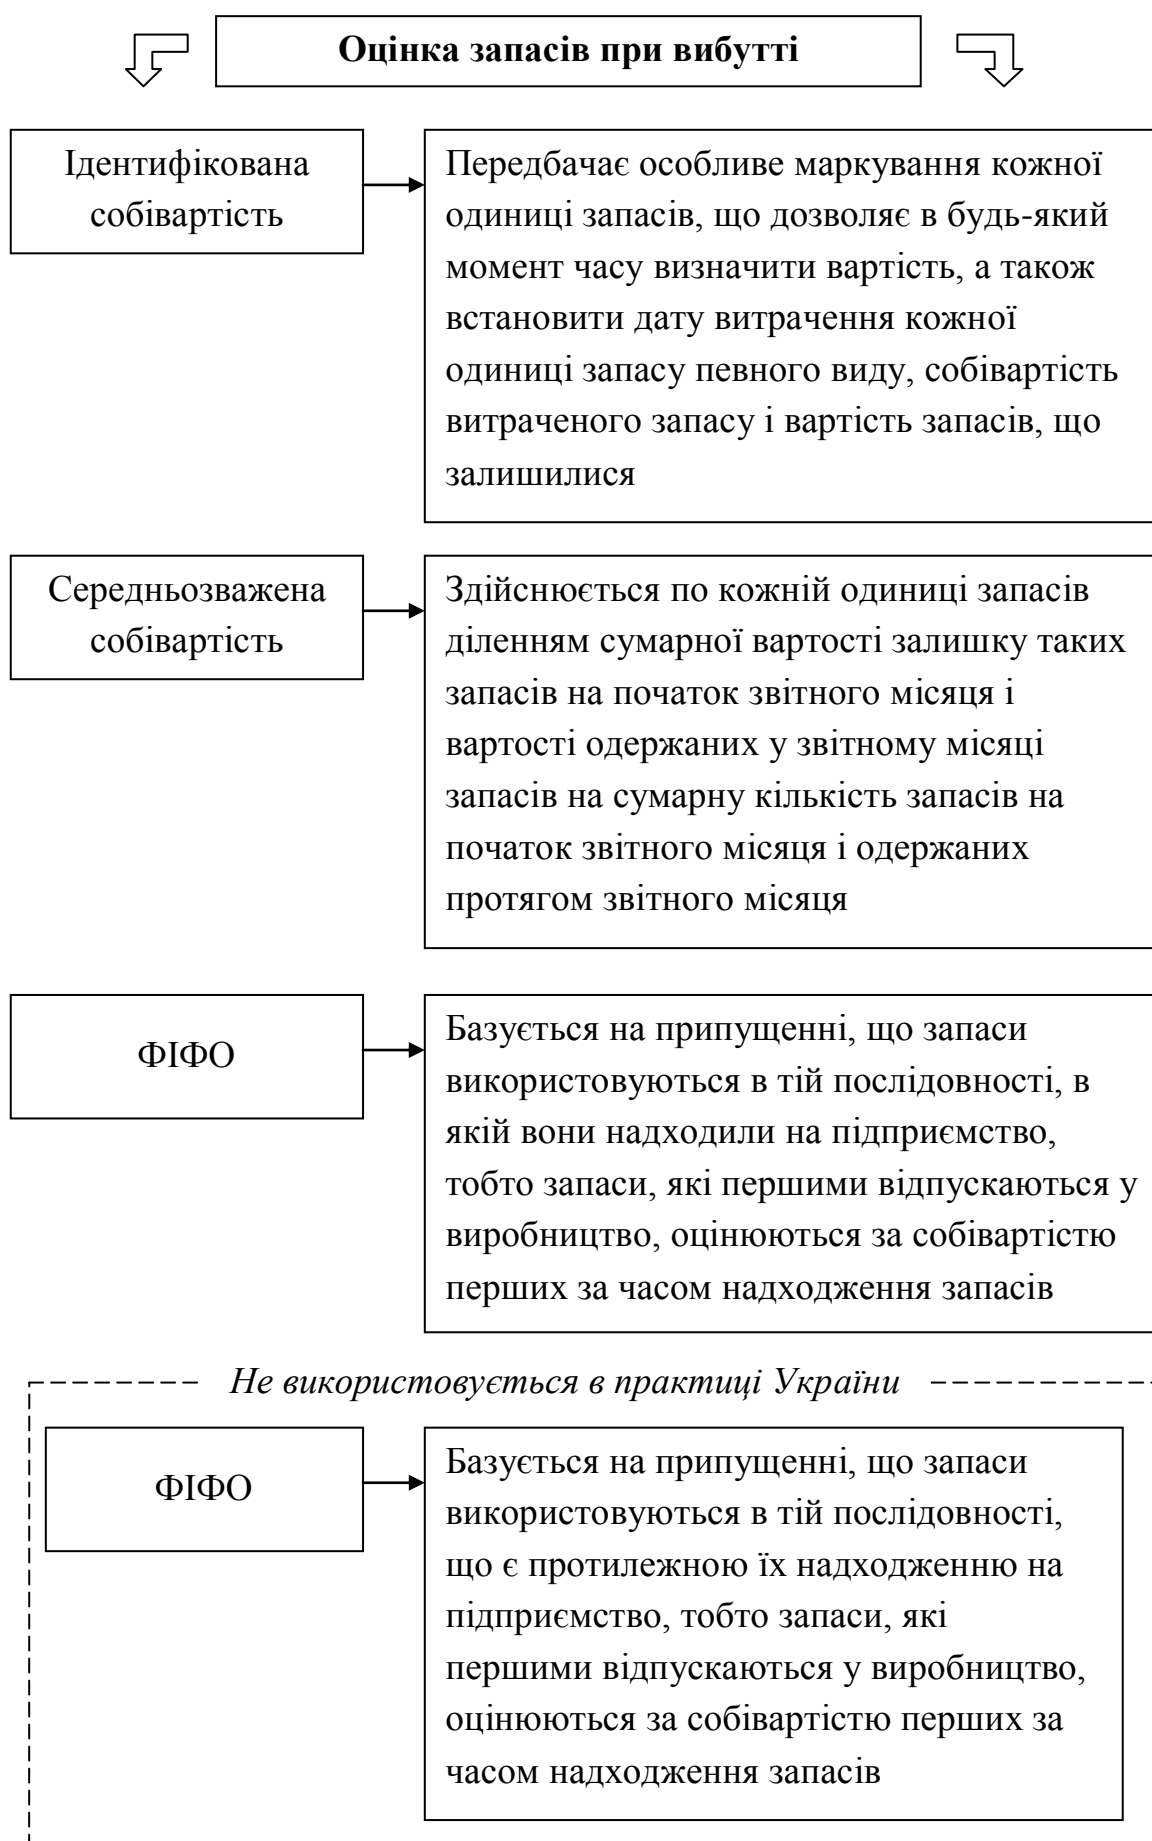 Оцінка запасів при вибутті
Ідентифікована
собівартість
Передбачає особливе маркування кожної
одиниці запасів, що дозволяє в будь-який
момент часу визначити вартість, а також
встановити дату витрачення кожної
одиниці запасу певного виду, собівартість
витраченого запасу і вартість запасів, що
залишилися
Середньозважена
собівартість
Здійснюється по кожній одиниці запасів
діленням сумарної вартості залишку таких
запасів на початок звітного місяця і
вартості одержаних у звітному місяці
запасів на сумарну кількість запасів на
початок звітного місяця і одержаних
протягом звітного місяця
ФІФО
Базується на припущенні, що запаси
використовуються в тій послідовності, в
якій вони надходили на підприємство,
тобто запаси, які першими відпускаються у
виробництво, оцінюються за собівартістю
перших за часом надходження запасів
Не використовується в практиці України
ФІФО
Базується на припущенні, що запаси
використовуються в тій послідовності,
що є протилежною їх надходженню на
підприємство, тобто запаси, які
першими відпускаються у виробництво,
оцінюються за собівартістю перших за
часом надходження запасів